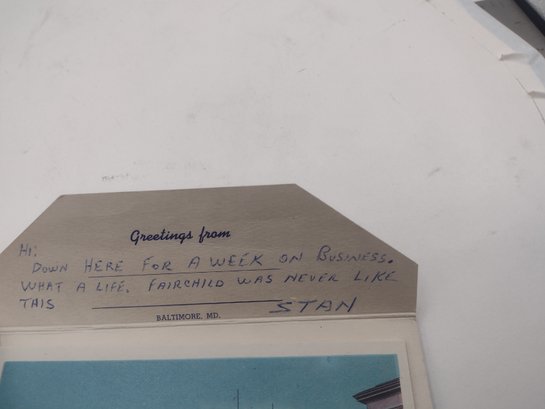 Greetings from
HI:
DOWN HERE FOR A WEEK ON BUSINESS.
WHAT A LIFE. FAIRCHILD WAS NEVER LIKE
THIS
STAN
BALTIMORE, MD.